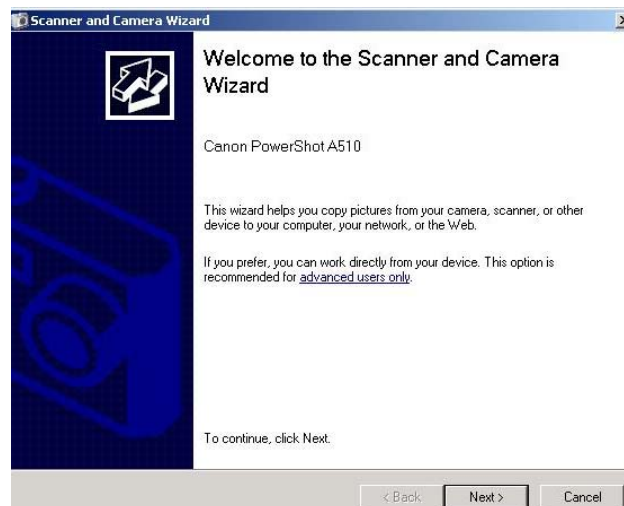 Scanner and Camera Wizard
Welcome to the Scanner and Camera
Wizard
Canon PowerShot A510
This wizard helps you copy pictures from your camera, scanner, or other
device to your computer, your network, or the Web.
If you prefer, you can work directly from your device. This option is
recommended for advanced users only.
To continue, click Next.
< Back Next > Cancel